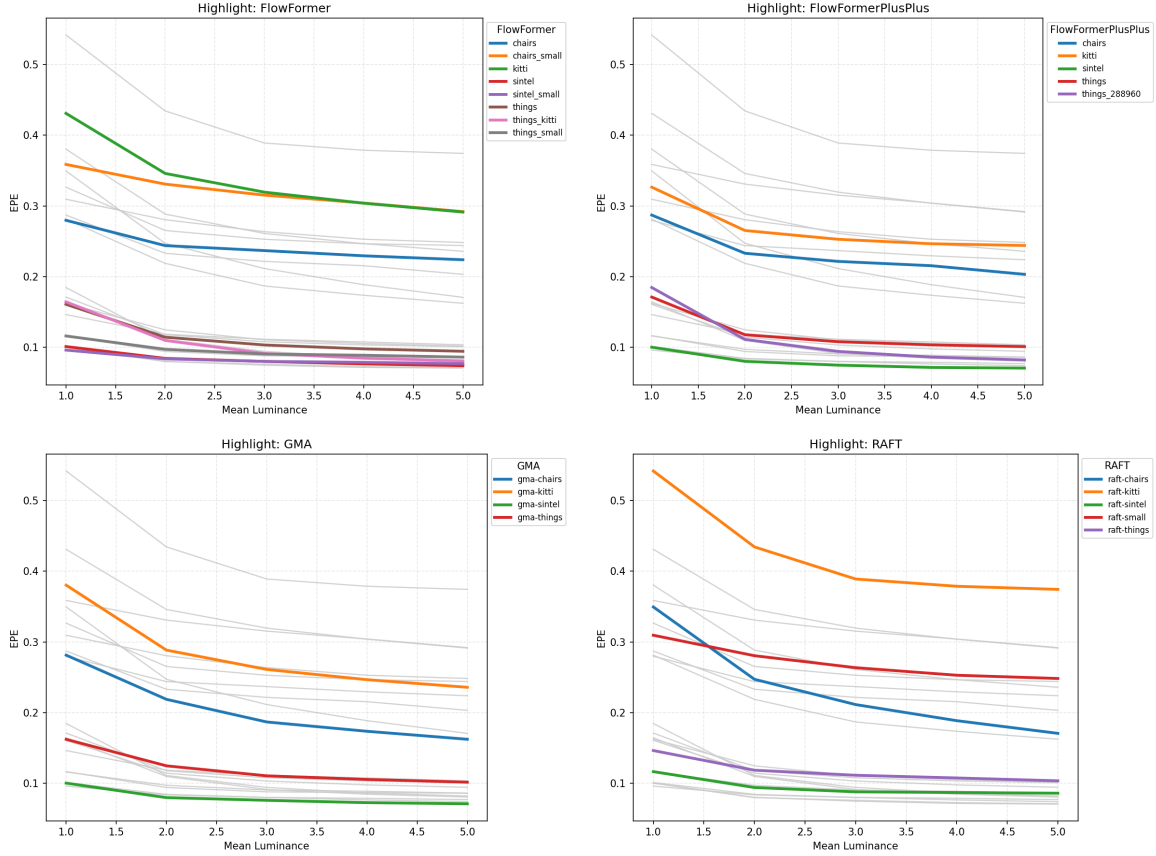 Highlight: FlowFormer
EPE
0.5
0.4
0.3
0.2
0.1
1.0 1.5 2.0 2.5 3.0 3.5 4.0 4.5 5.0
Mean Luminance
FlowFormer
chairs
chairs_small
kitti
sintel
sintel_small
things
things_kitti
things_small
Highlight: FlowFormerPlusPlus
EPE
0.5
0.4
0.3
0.2
0.1
1.0 1.5 2.0 2.5 3.0 3.5 4.0 4.5 5.0
Mean Luminance
FlowFormerPlusPlus
chairs
kitti
sintel
things
things_288960
Highlight: GMA
EPE
0.5
0.4
0.3
0.2
0.1
1.0 1.5 2.0 2.5 3.0 3.5 4.0 4.5 5.0
Mean Luminance
GMA
gma-chairs
gma-kitti
gma-sintel
gma-things
Highlight: RAFT
EPE
0.5
0.4
0.3
0.2
0.1
1.0 1.5 2.0 2.5 3.0 3.5 4.0 4.5 5.0
Mean Luminance
RAFT
raft-chairs
raft-kitti
raft-sintel
raft-small
raft-things